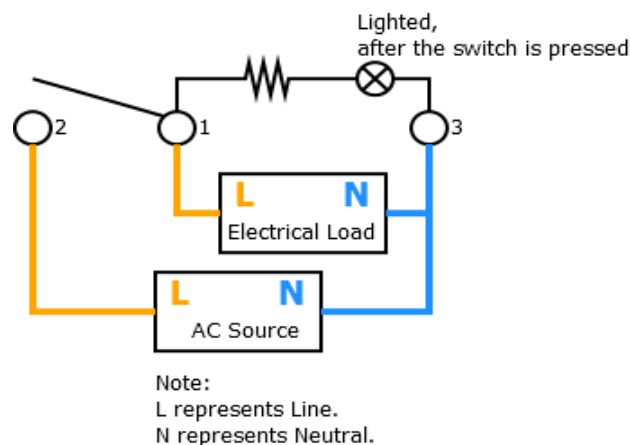 Lighted,
after the switch is pressed
2
1
3
L N
Electrical Load
L N
AC Source
Note:
L represents Line.
N represents Neutral.